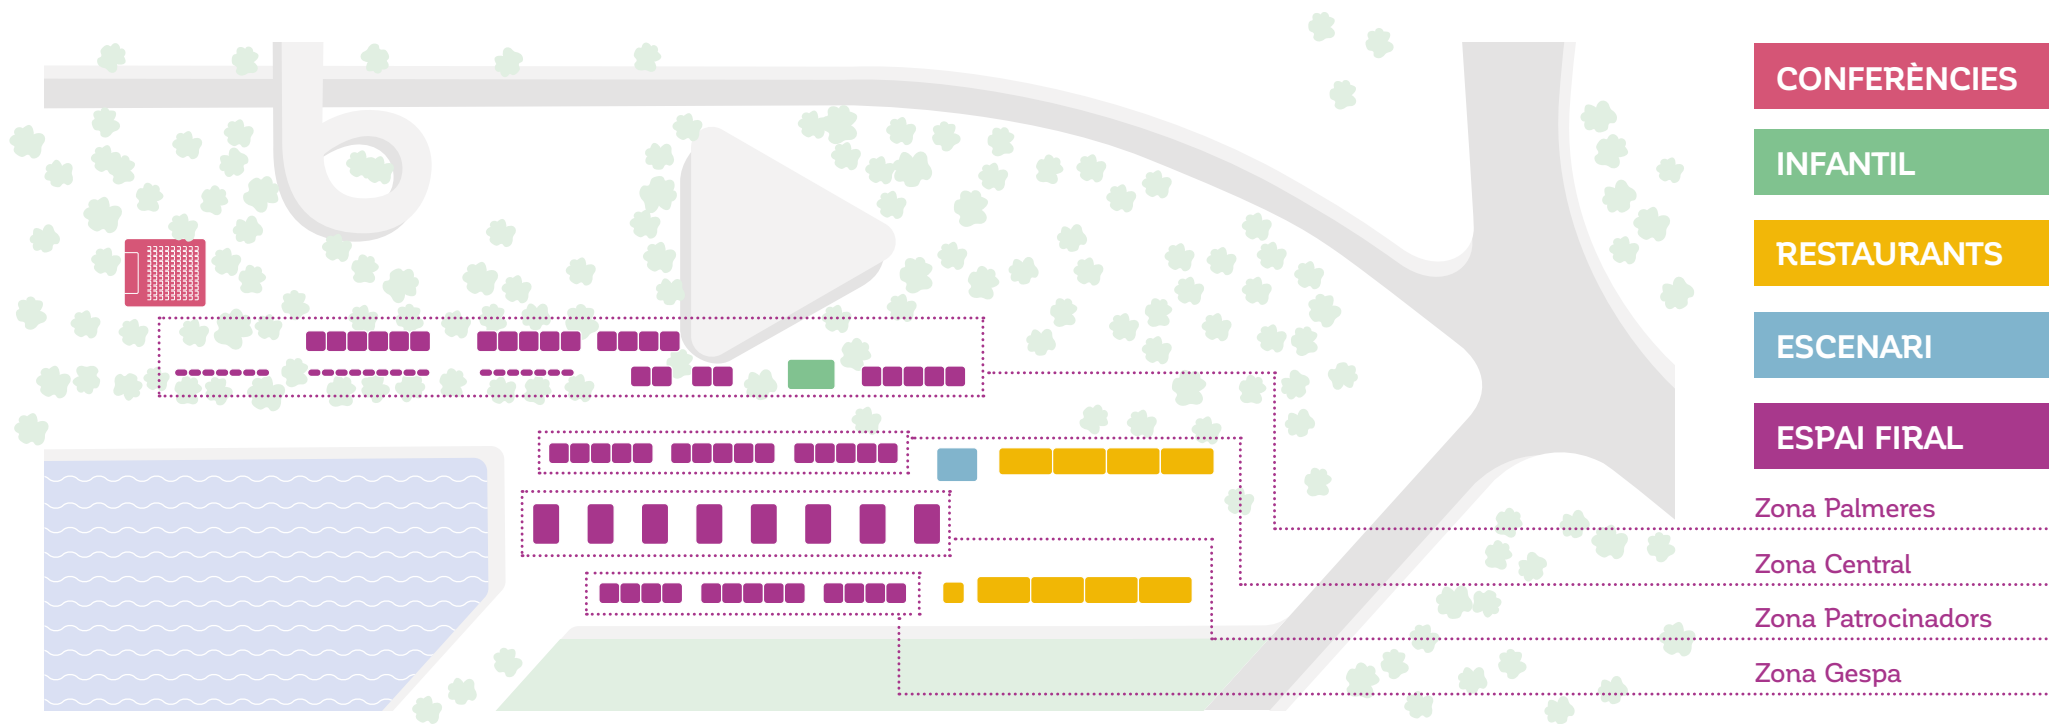 CONFERÈNCIES
INFANTIL
RESTAURANTS
ESCENARI
ESPAI FIRAL
Zona Palmeres
Zona Central
Zona Patrocinadors
Zona Gespa